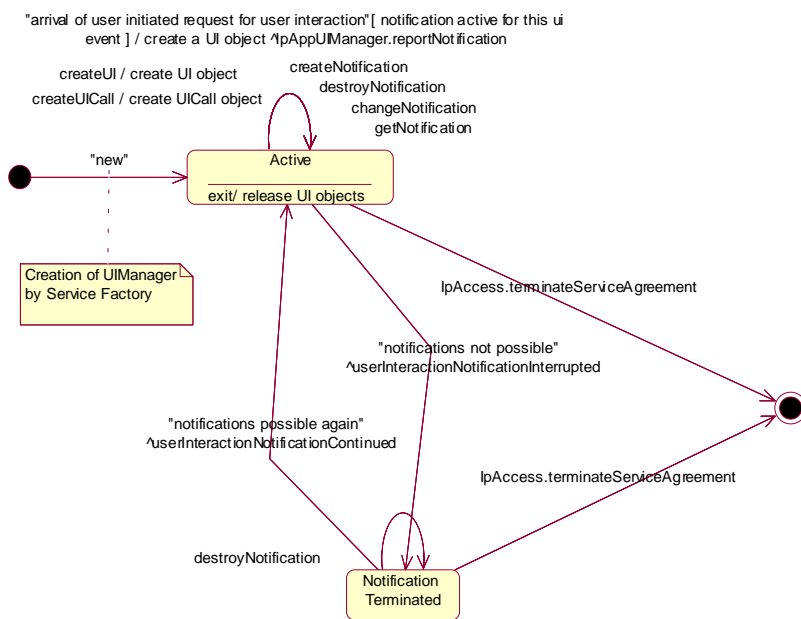 "arrival of user initiated request for user interaction"[ notification active for this ui
event ] / create a UI object ^IpAppUIManager.reportNotification
createUI / create UI object
createUICall / create UICall object
createNotification
destroyNotification
changeNotification
getNotification
"new"
Active
exit/ release UI objects
Creation of UIManager
by Service Factory
IpAccess.terminateServiceAgreement
"notifications not possible"
^userInteractionNotificationInterrupted
"notifications possible again"
^userInteractionNotificationContinued
IpAccess.terminateServiceAgreement
destroyNotification
Notification
Terminated